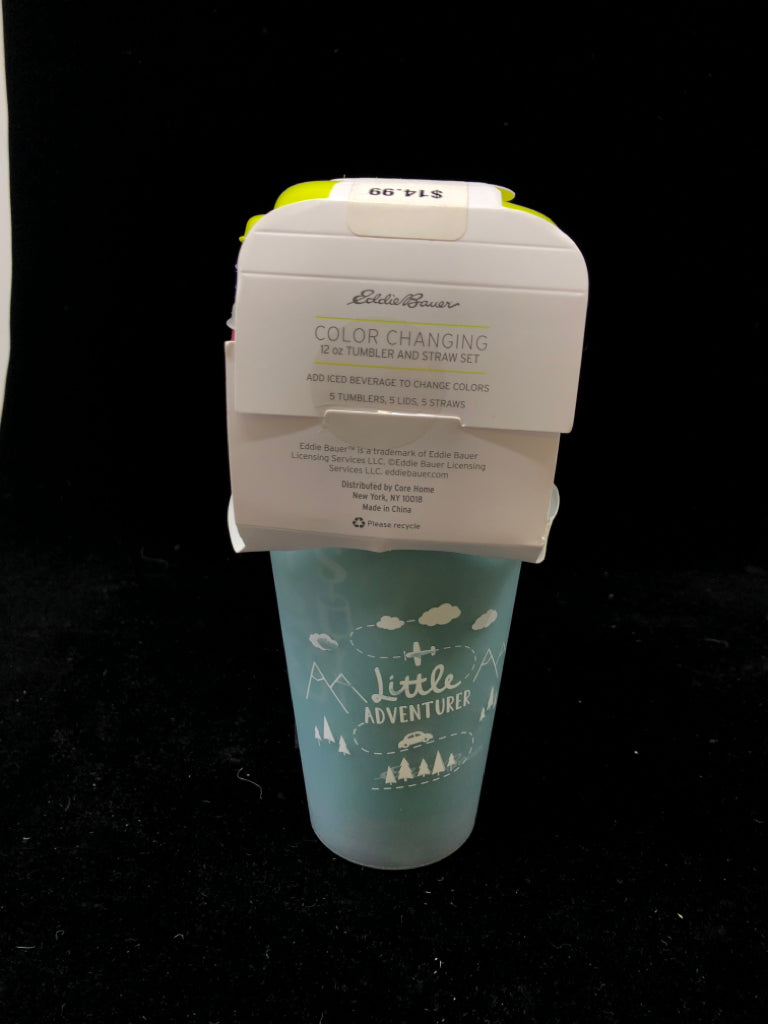 $14.99
Eddie Bauer
COLOR CHANGING
12 oz TUMBLER AND STRAW SET
ADD ICED BEVERAGE TO CHANGE COLORS
5 TUMBLERS, 5 LIDS, 5 STRAWS
Eddie Bauer™ is a trademark of Eddie Bauer
Licensing Services LLC. ©Eddie Bauer Licensing
Services LLC. eddiebauer.com
Distributed by Core Home
New York, NY 10018
Made in China
Please recycle
Little
ADVENTURER